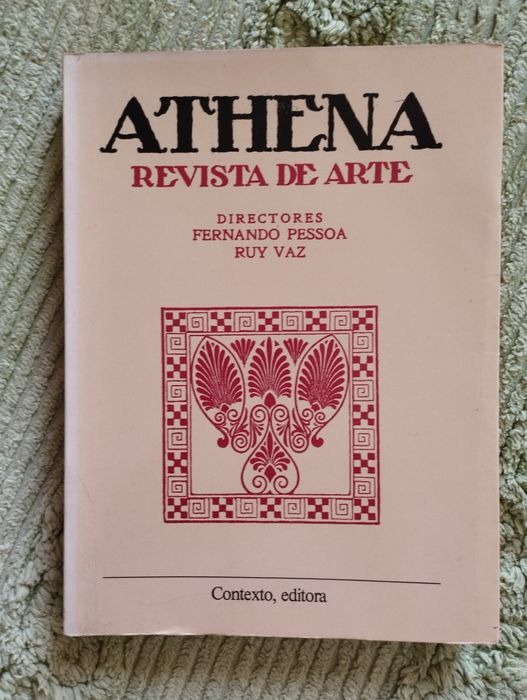 ATHENA
REVISTA DE ARTE
DIRECTORES
FERNANDO PESSOA
RUY VAZ
Contexto, editora